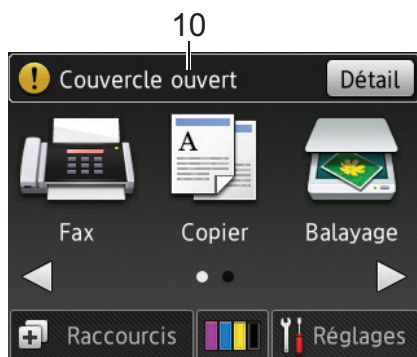 10
Couvercle ouvert Détail
A
Fax Copier Balayage
Raccourcis Réglages